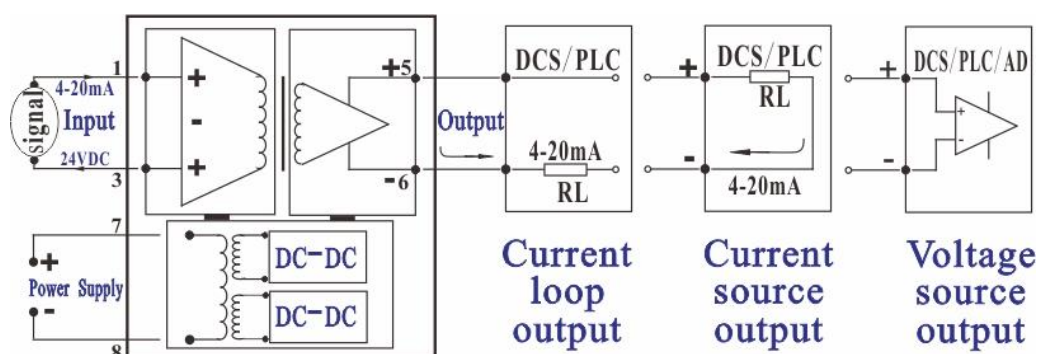 1
4-20mA
signal
Input
24VDC
3
+
-
+
7
+
Power Supply
-
8
DC-DC
DC-DC
+5
-6
Output
DCS/PLC
4-20mA
RL
Current
loop
output
+
-
DCS/PLC
RL
4-20mA
Current
source
output
+
-
DCS/PLC/AD
+
-
Voltage
source
output